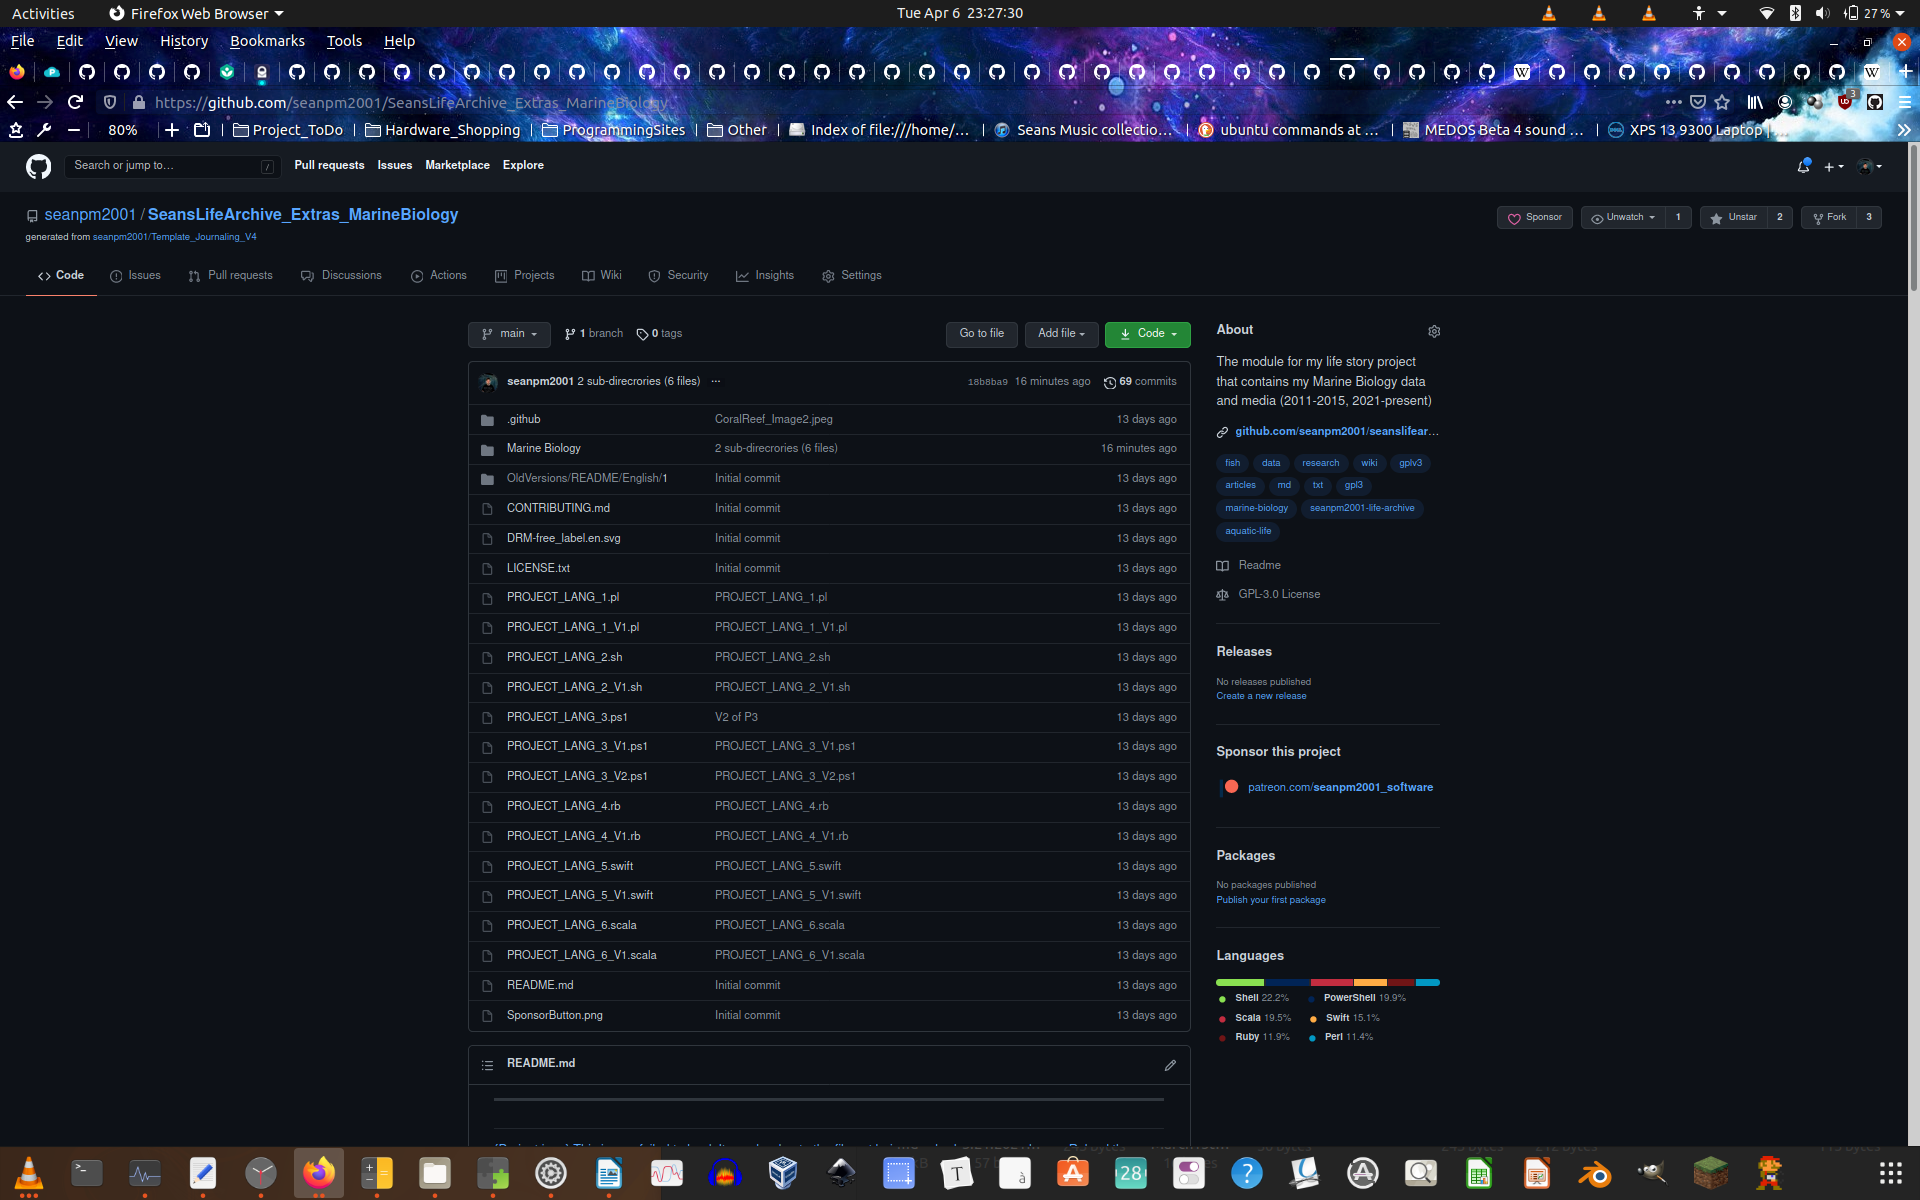 Activities
Firefox Web Browser
Tue Apr 6 23:27:30
27 %
File Edit View History Bookmarks Tools Help
https://github.com/seanpm2001/SeansLifeArchive_Extras_MarineBiology
3
80%
Project_ToDo
Hardware_Shopping
ProgrammingSites
Other
Index of file:///home/...
Seans Music collectio...
ubuntu commands at ...
MEDOS Beta 4 sound ...
XPS 13 9300 Laptop | ...
Search or jump to...
/
Pull requests Issues Marketplace Explore
seanpm2001 / SeansLifeArchive_Extras_MarineBiology
generated from seanpm2001/Template_Journaling_V4
Sponsor
Unwatch 1
Unstar 2
Fork 3
Code Issues Pull requests Discussions Actions Projects Wiki Security Insights Settings
main
1 branch
0 tags
Go to file
Add file
Code
seanpm2001 2 sub-direcrories (6 files) ... 18b8ba9 16 minutes ago 69 commits
.github CoralReef_Image2.jpeg 13 days ago
Marine Biology 2 sub-direcrories (6 files) 16 minutes ago
OldVersions/README/English/1 Initial commit 13 days ago
CONTRIBUTING.md Initial commit 13 days ago
DRM-free_label.en.svg Initial commit 13 days ago
LICENSE.txt Initial commit 13 days ago
PROJECT_LANG_1.pl PROJECT_LANG_1.pl 13 days ago
PROJECT_LANG_1_V1.pl PROJECT_LANG_1_V1.pl 13 days ago
PROJECT_LANG_2.sh PROJECT_LANG_2.sh 13 days ago
PROJECT_LANG_2_V1.sh PROJECT_LANG_2_V1.sh 13 days ago
PROJECT_LANG_3.ps1 V2 of P3 13 days ago
PROJECT_LANG_3_V1.ps1 PROJECT_LANG_3_V1.ps1 13 days ago
PROJECT_LANG_3_V2.ps1 PROJECT_LANG_3_V2.ps1 13 days ago
PROJECT_LANG_4.rb PROJECT_LANG_4.rb 13 days ago
PROJECT_LANG_4_V1.rb PROJECT_LANG_4_V1.rb 13 days ago
PROJECT_LANG_5.swift PROJECT_LANG_5.swift 13 days ago
PROJECT_LANG_5_V1.swift PROJECT_LANG_5_V1.swift 13 days ago
PROJECT_LANG_6.scala PROJECT_LANG_6.scala 13 days ago
PROJECT_LANG_6_V1.scala PROJECT_LANG_6_V1.scala 13 days ago
README.md Initial commit 13 days ago
SponsorButton.png Initial commit 13 days ago
README.md
About
The module for my life story project
that contains my Marine Biology data
and media (2011-2015, 2021-present)
github.com/seanpm2001/seanslifear...
fish data research wiki gplv3
articles md txt gpl3
marine-biology seanpm2001-life-archive
aquatic-life
Readme
GPL-3.0 License
Releases
No releases published
Create a new release
Sponsor this project
patreon.com/seanpm2001_software
Packages
No packages published
Publish your first package
Languages
Shell 22.2% PowerShell 19.9%
Scala 19.5% Swift 15.1%
Ruby 11.9% Perl 11.4%